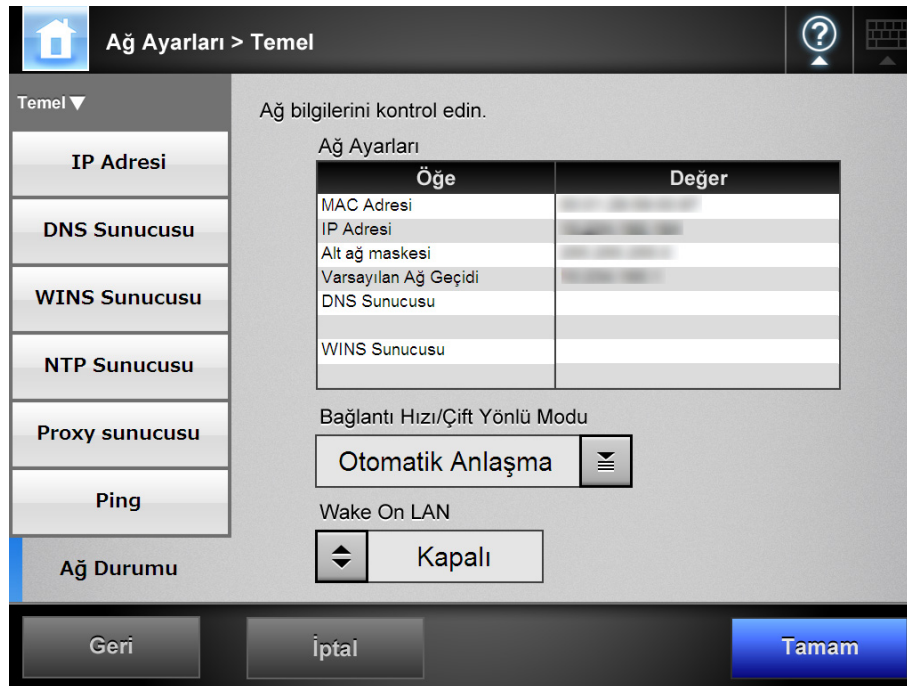 Ağ Ayarları > Temel
Temel
IP Adresi
DNS Sunucusu
WINS Sunucusu
NTP Sunucusu
Proxy sunucusu
Ping
Ağ Durumu
Ağ bilgilerini kontrol edin.
Ağ Ayarları
Öğe Değer
MAC Adresi
IP Adresi
Alt ağ maskesi
Varsayılan Ağ Geçidi
DNS Sunucusu
WINS Sunucusu
Bağlantı Hızı/Çift Yönlü Modu
Otomatik Anlaşma
Wake On LAN
Kapalı
Geri
İptal
Tamam